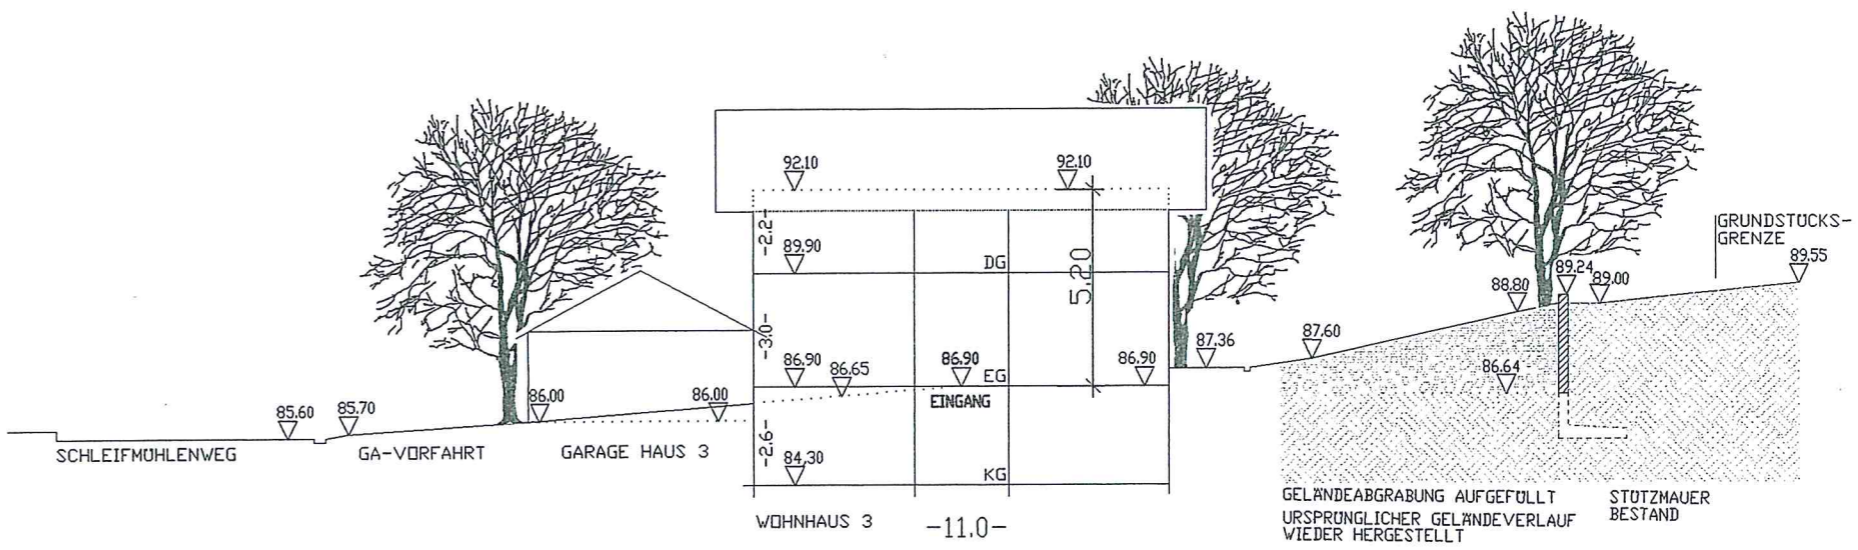 92.10
92.10
-2.2-
89.90
DG
5.20
-3.0-
86.90
86.65
86.90
EG
86.90
EINGANG
86.00
86.00
85.60
85.70
SCHLEIFMÜHLENWEG
GA-VORFAHRT
GARAGE HAUS 3
-2.6-
84.30
KG
WOHNHAUS 3
-11.0-
87.36
87.60
88.80
89.24
89.00
86.64
GRUNDSTÜCKS-
GRENZE
89.55
GELÄNDEABGRABUNG AUFGEFÜLLT
URSPRÜNGLICHER GELÄNDEVERLAUF
WIEDER HERGESTELLT
STÜTZMAUER
BESTAND